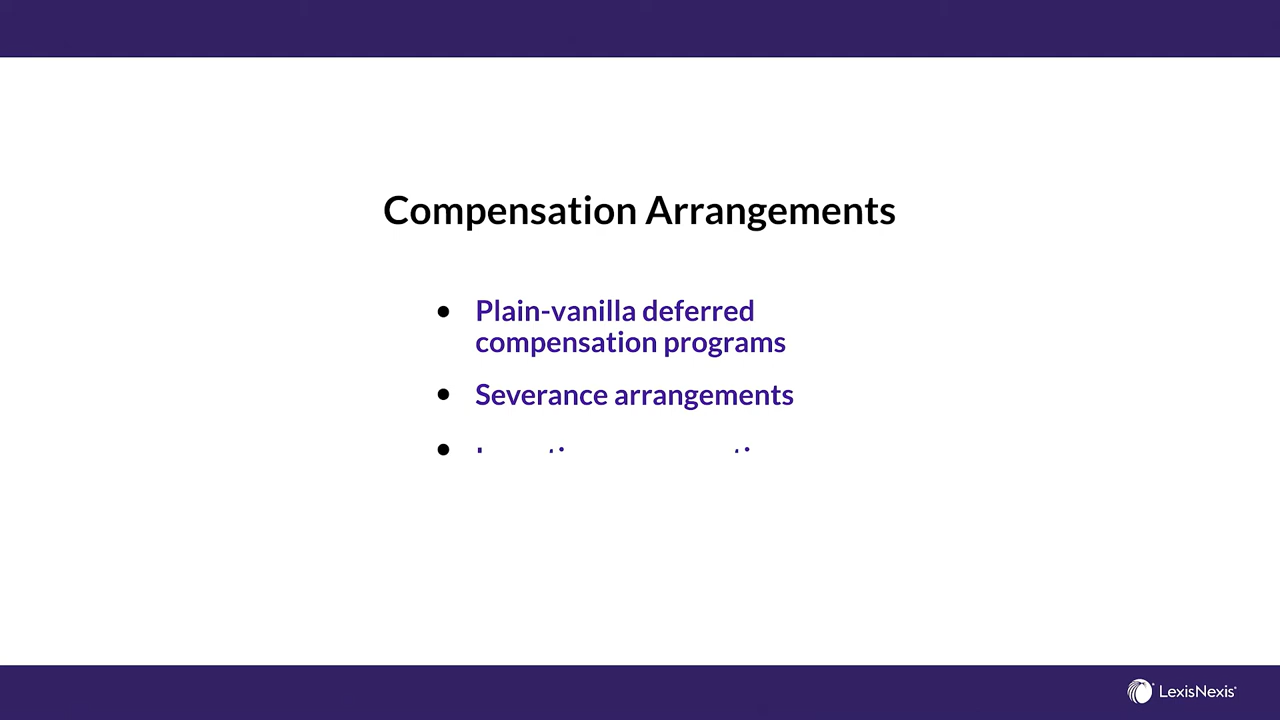 Compensation Arrangements
• Plain-vanilla deferred
compensation programs
• Severance arrangements
•
LexisNexis®